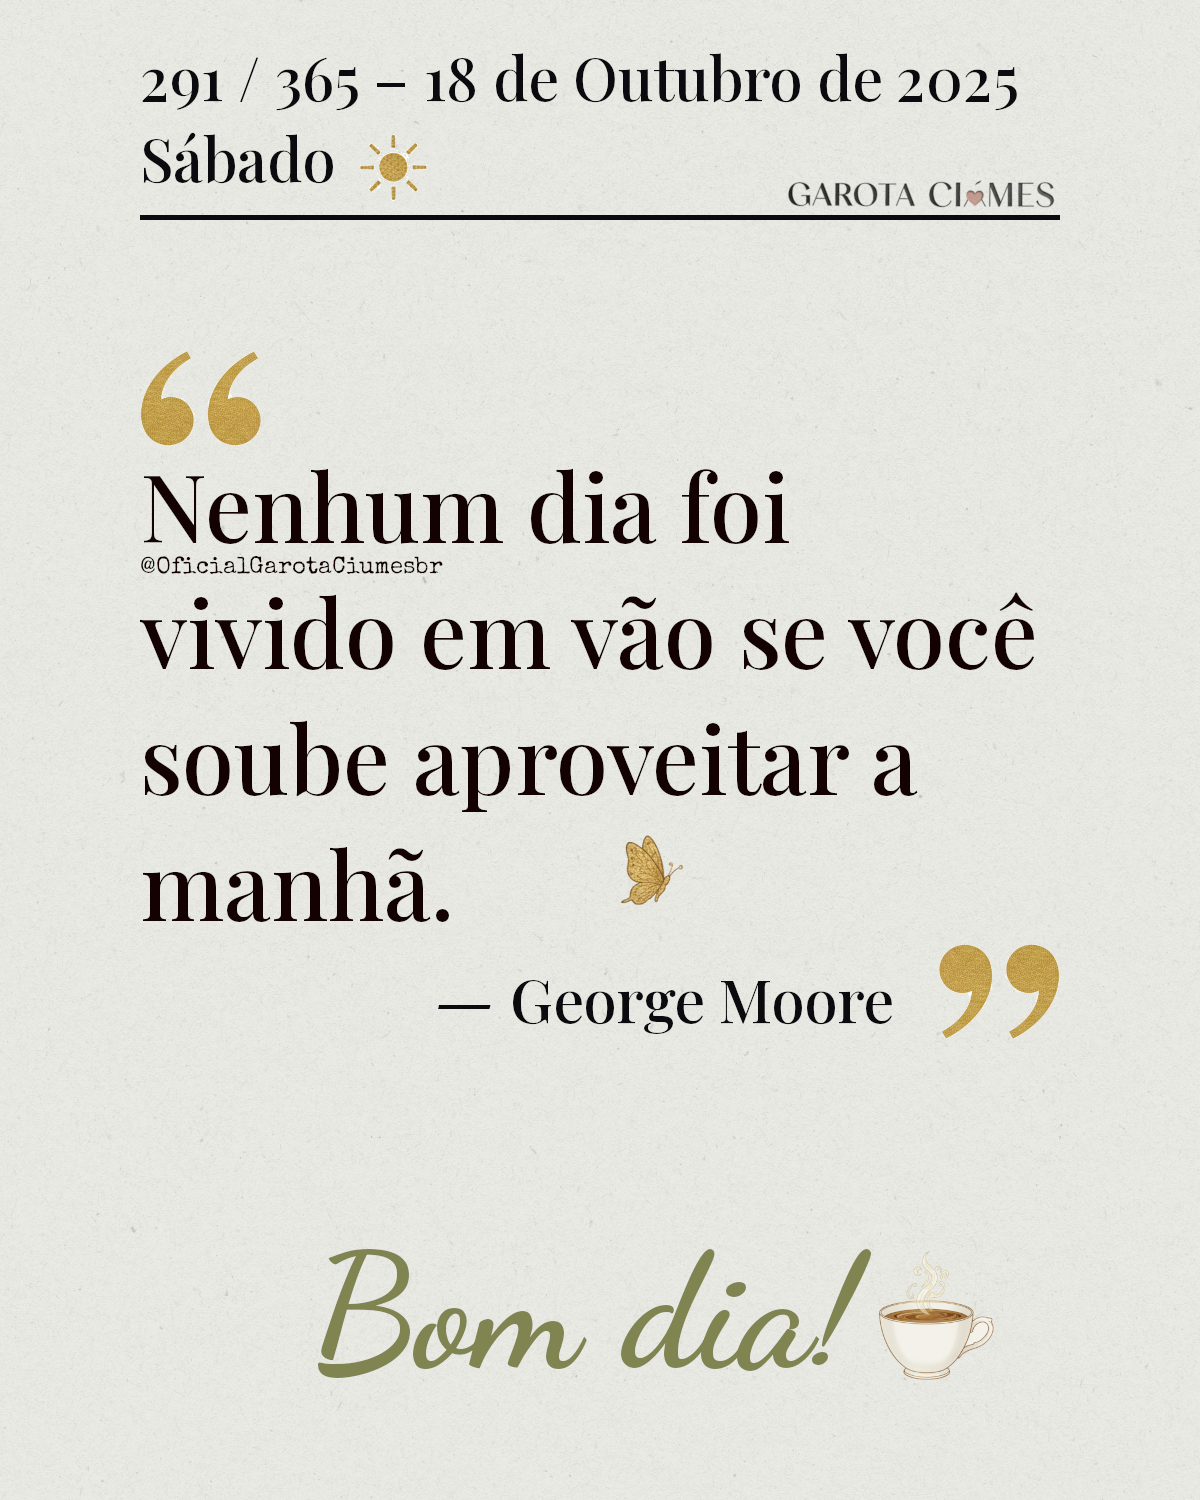 291 / 365 – 18 de Outubro de 2025
Sábado
GAROTA CIÚMES
Nenhum dia foi
@OficialGarotaCiumesbr
vivido em vão se você
soube aproveitar a
manhã.
— George Moore
Bom dia!